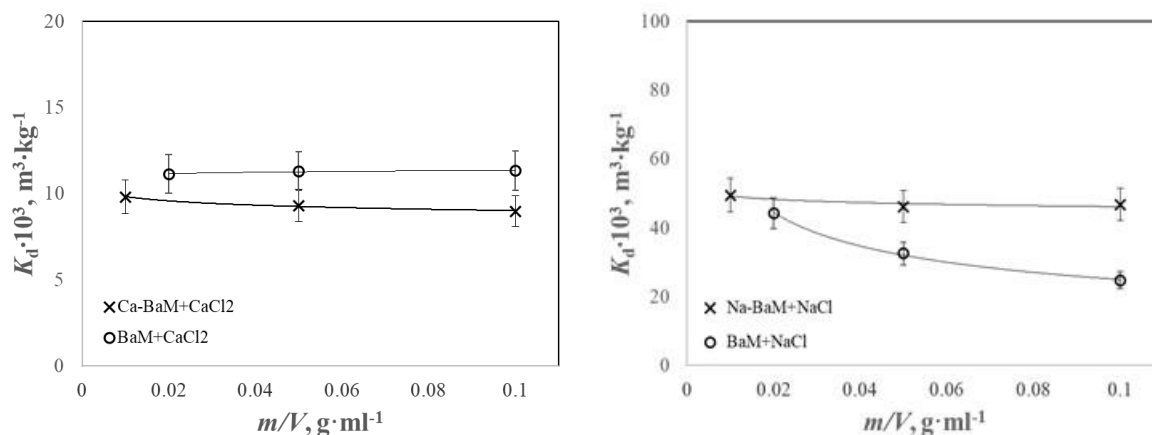 20
15
10
5
0
K_d·10³, m³·kg⁻¹
Ca-BaM+CaCl2
BaM+CaCl2
0 0.02 0.04 0.06 0.08 0.1
m/V, g·ml⁻¹
100
80
60
40
20
0
K_d·10³, m³·kg⁻¹
Na-BaM+NaCl
BaM+NaCl
0 0.02 0.04 0.06 0.08 0.1
m/V, g·ml⁻¹